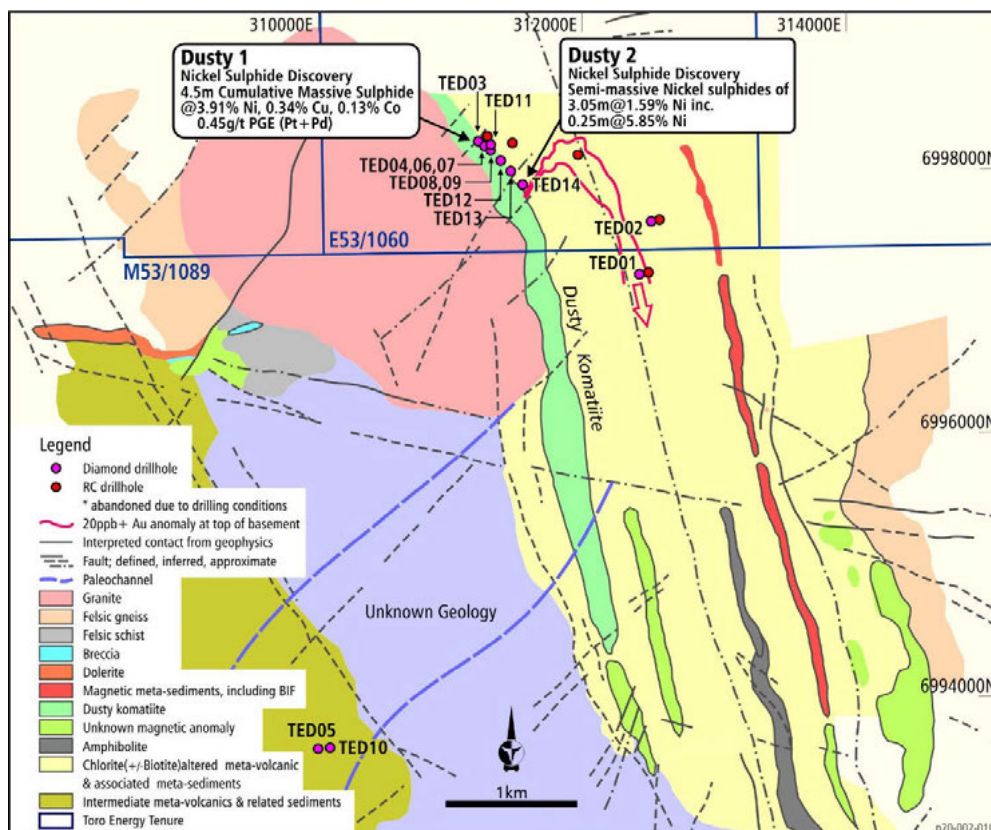 310000E
312000E
314000E
Dusty 1
Nickel Sulphide Discovery
4.5m Cumulative Massive Sulphide
@3.91% Ni, 0.34% Cu, 0.13% Co
0.45g/t PGE (Pt+Pd)
Dusty 2
Nickel Sulphide Discovery
Semi-massive Nickel sulphides of
3.05m@1.59% Ni inc.
0.25m@5.85% Ni
TED03
TED11
6998000N
TED04,06,07
TED08,09
TED14
TED12
TED13
TED02
E53/1060
M53/1089
TED01
Dusty Komatiite
6996000N
Legend
Diamond drillhole
RC drillhole
* abandoned due to drilling conditions
20ppb+ Au anomaly at top of basement
Interpreted contact from geophysics
Fault; defined, inferred, approximate
Paleochannel
Granite
Felsic gneiss
Felsic schist
Breccia
Dolerite
Magnetic meta-sediments, including BIF
Dusty komatiite
Unknown magnetic anomaly
Amphibolite
Chlorite(+/-Biotite)altered meta-volcanic
& associated meta-sediments
Intermediate meta-volcanics & related sediments
Toro Energy Tenure
Unknown Geology
6994000N
TED05
TED10
1km